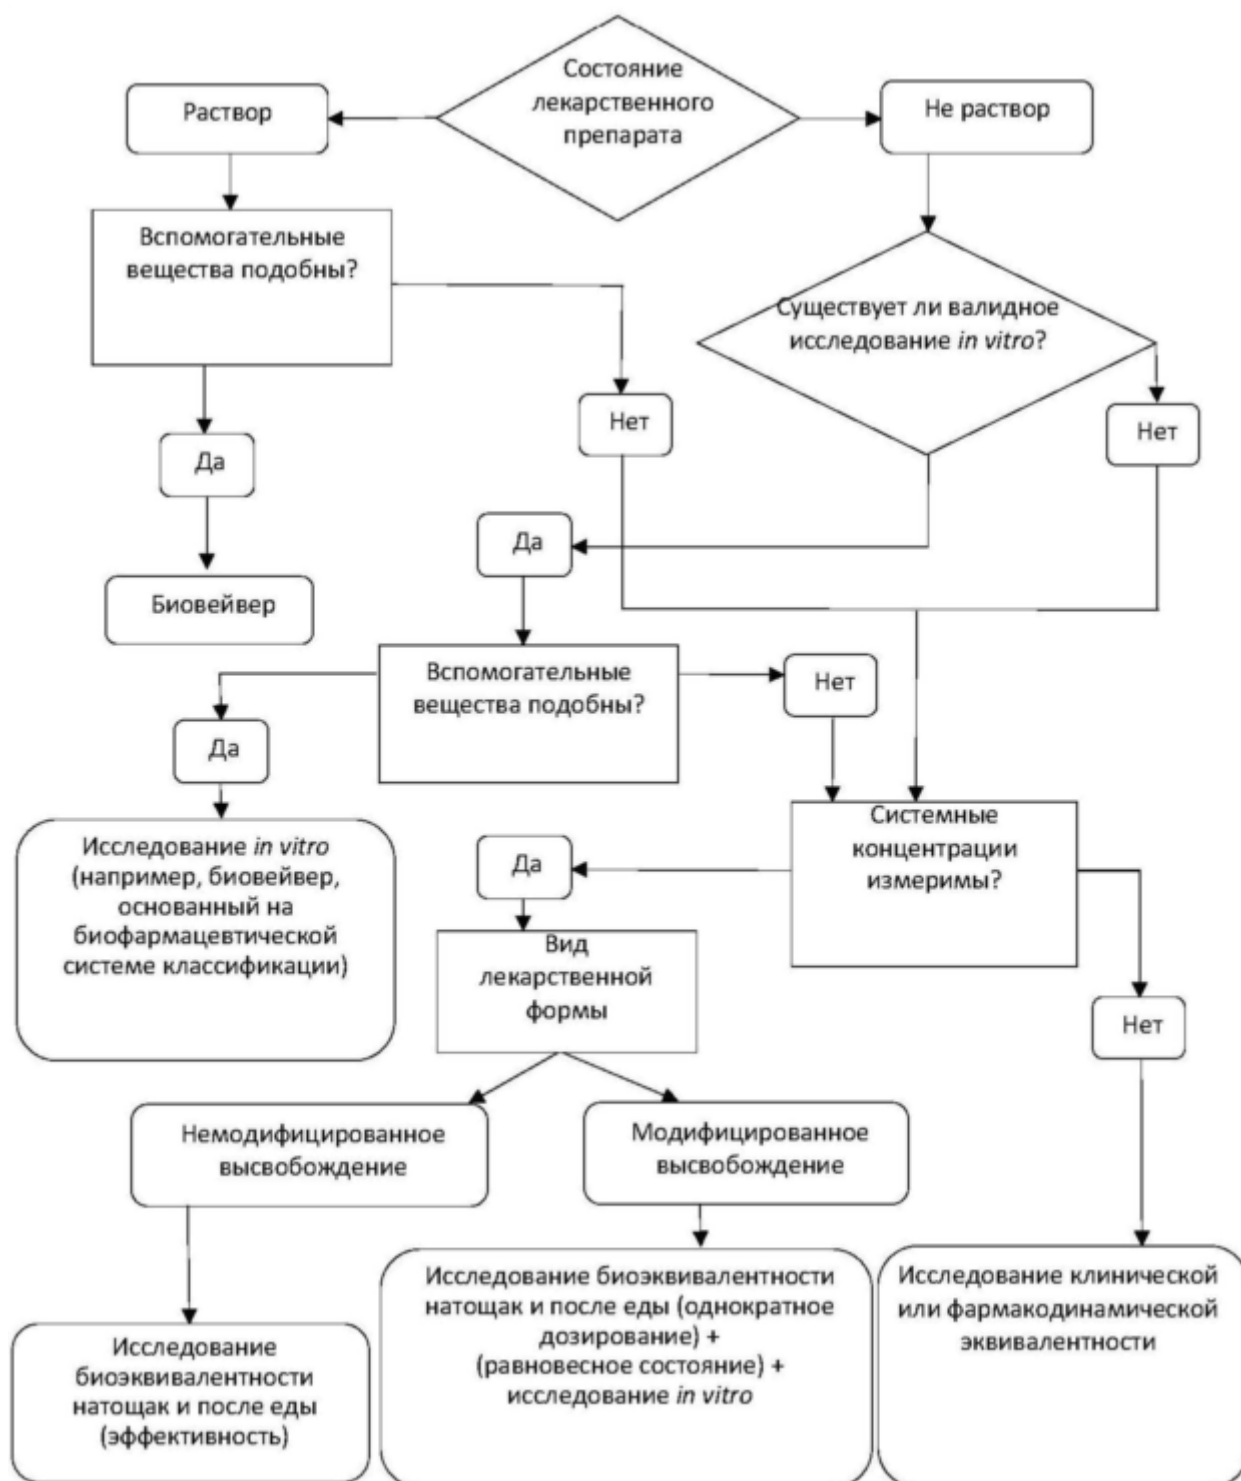 Состояние
лекарственного
препарата
Раствор
Не раствор
Вспомогательные
вещества подобны?
Существует ли валидное
исследование in vitro?
Нет
Нет
Да
Да
Биовейвер
Вспомогательные
вещества подобны?
Нет
Да
Системные
концентрации
измеримы?
Исследование in vitro
(например, биовейвер,
основанный на
биофармацевтической
системе классификации)
Да
Вид
лекарственной
формы
Нет
Немодифицированное
высвобождение
Модифицированное
высвобождение
Исследование
биоэквивалентности
натощак и после еды
(эффективность)
Исследование биоэквивалентности
натощак и после еды (однократное
дозирование) +
(равновесное состояние) +
исследование in vitro
Исследование клинической
или фармакодинамической
эквивалентности